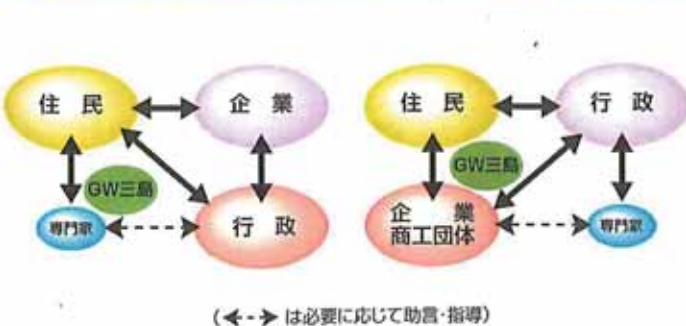 住民
企業
GW三島
専門家
行政
住民
行政
GW三島
企業
商工団体
専門家
(◀--▶ は必要に応じて助言・指導)